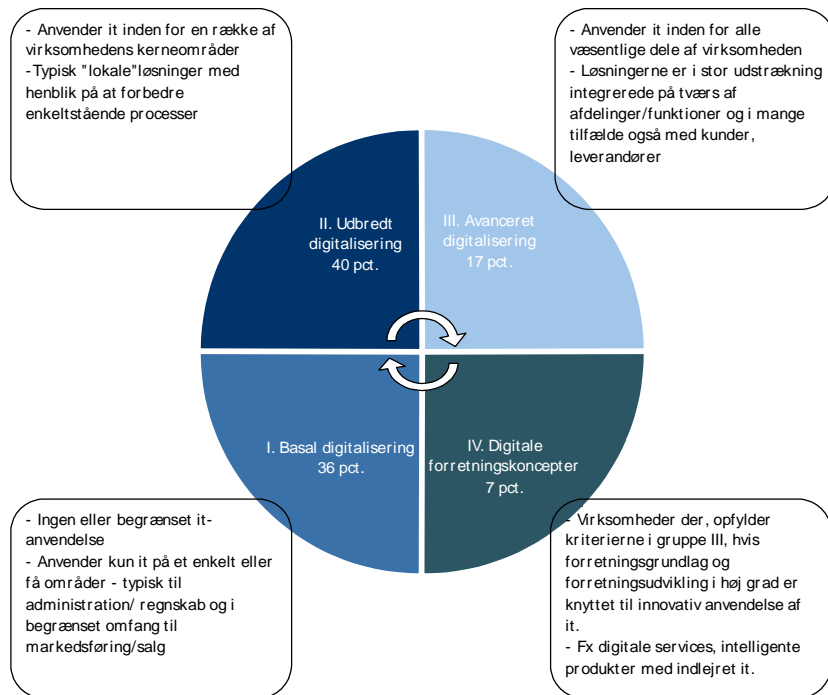 - Anvender it inden for en række af
virksomhedens kerneområder
-Typisk "lokale"løsninger med
henblik på at forbedre
enkeltstående processer
- Anvender it inden for alle
væsentlige dele af virksomheden
- Løsningerne er i stor udstrækning
integrerede på tværs af
afdelinger/funktioner og i mange
tilfælde også med kunder,
leverandører
II. Udbredt
digitalisering
40 pct.
III. Avanceret
digitalisering
17 pct.
I. Basal digitalisering
36 pct.
IV. Digitale
forretningskoncepter
7 pct.
- Ingen eller begrænset it-
anvendelse
- Anvender kun it på et enkelt eller
få områder - typisk til
administration/ regnskab og i
begrænset omfang til
markedsføring/salg
- Virksomheder der, opfylder
kriterierne i gruppe III, hvis
forretningsgrundlag og
forretningsudvikling i høj grad er
knyttet til innovativ anvendelse af
it.
- Fx digitale services, intelligente
produkter med indlejret it.